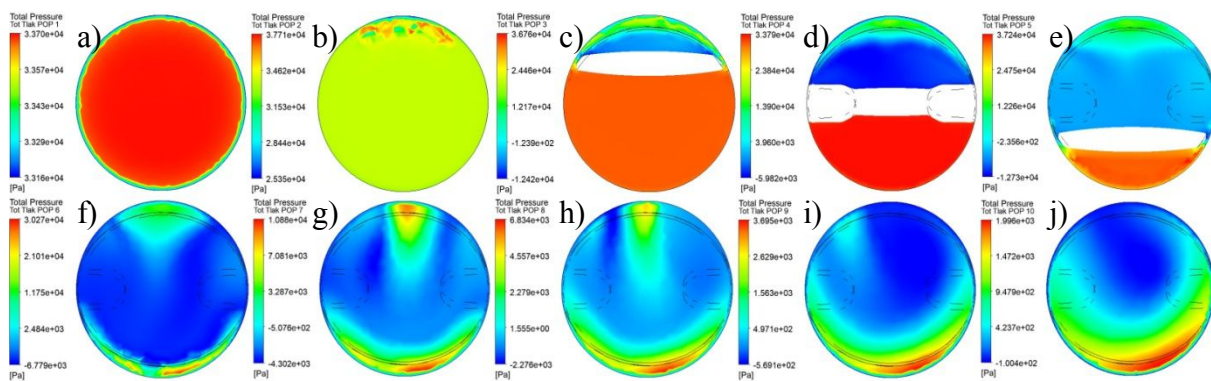 Total Pressure
Tot Tlak POP 1
3.370e+04
3.357e+04
3.343e+04
3.329e+04
3.316e+04
[Pa]
a)
Total Pressure
Tot Tlak POP 2
3.771e+04
3.462e+04
3.153e+04
2.844e+04
2.535e+04
[Pa]
b)
Total Pressure
Tot Tlak POP 3
3.676e+04
2.446e+04
1.217e+04
-1.239e+02
-1.242e+04
[Pa]
c)
Total Pressure
Tot Tlak POP 4
3.379e+04
2.384e+04
1.390e+04
3.960e+03
-5.982e+03
[Pa]
d)
Total Pressure
Tot Tlak POP 5
3.724e+04
2.475e+04
1.226e+04
-2.356e+02
-1.273e+04
[Pa]
e)
Total Pressure
Tot Tlak POP 6
3.027e+04
2.101e+04
1.175e+04
2.484e+03
-6.779e+03
[Pa]
f)
Total Pressure
Tot Tlak POP 7
1.088e+04
7.081e+03
3.287e+03
-5.076e+02
-4.302e+03
[Pa]
g)
Total Pressure
Tot Tlak POP 8
6.834e+03
4.557e+03
2.279e+03
1.555e+00
-2.276e+03
[Pa]
h)
Total Pressure
Tot Tlak POP 9
3.695e+03
2.629e+03
1.563e+03
4.971e+02
-5.691e+02
[Pa]
i)
Total Pressure
Tot Tlak POP 10
1.996e+03
1.472e+03
9.479e+02
4.237e+02
-1.004e+02
[Pa]
j)